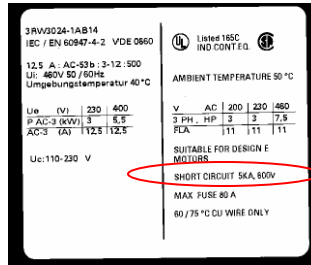 3RW3024-1AB14
IEC / EN 60947-4-2 VDE 0660
12.5 A : AC-53b : 3-12 : 500
Ui: 460V 50 / 60Hz
Umgebungstemperatur 40°C
Ue (V) 230 400
P AC-3 (kW) 3 5,5
AC-3 (A) 12,5 12,5
Uc:110-230 V
UL Listed 165C
IND.CONT.EQ.
AMBIENT TEMPERATURE 50 °C
V AC 200 230 460
3 PH, HP 3 3 7,5
FLA 11 11 11
SUITABLE FOR DESIGN E
MOTORS
SHORT CIRCUIT 5KA, 600V
MAX FUSE 80 A
60 / 75 °C CU WIRE ONLY